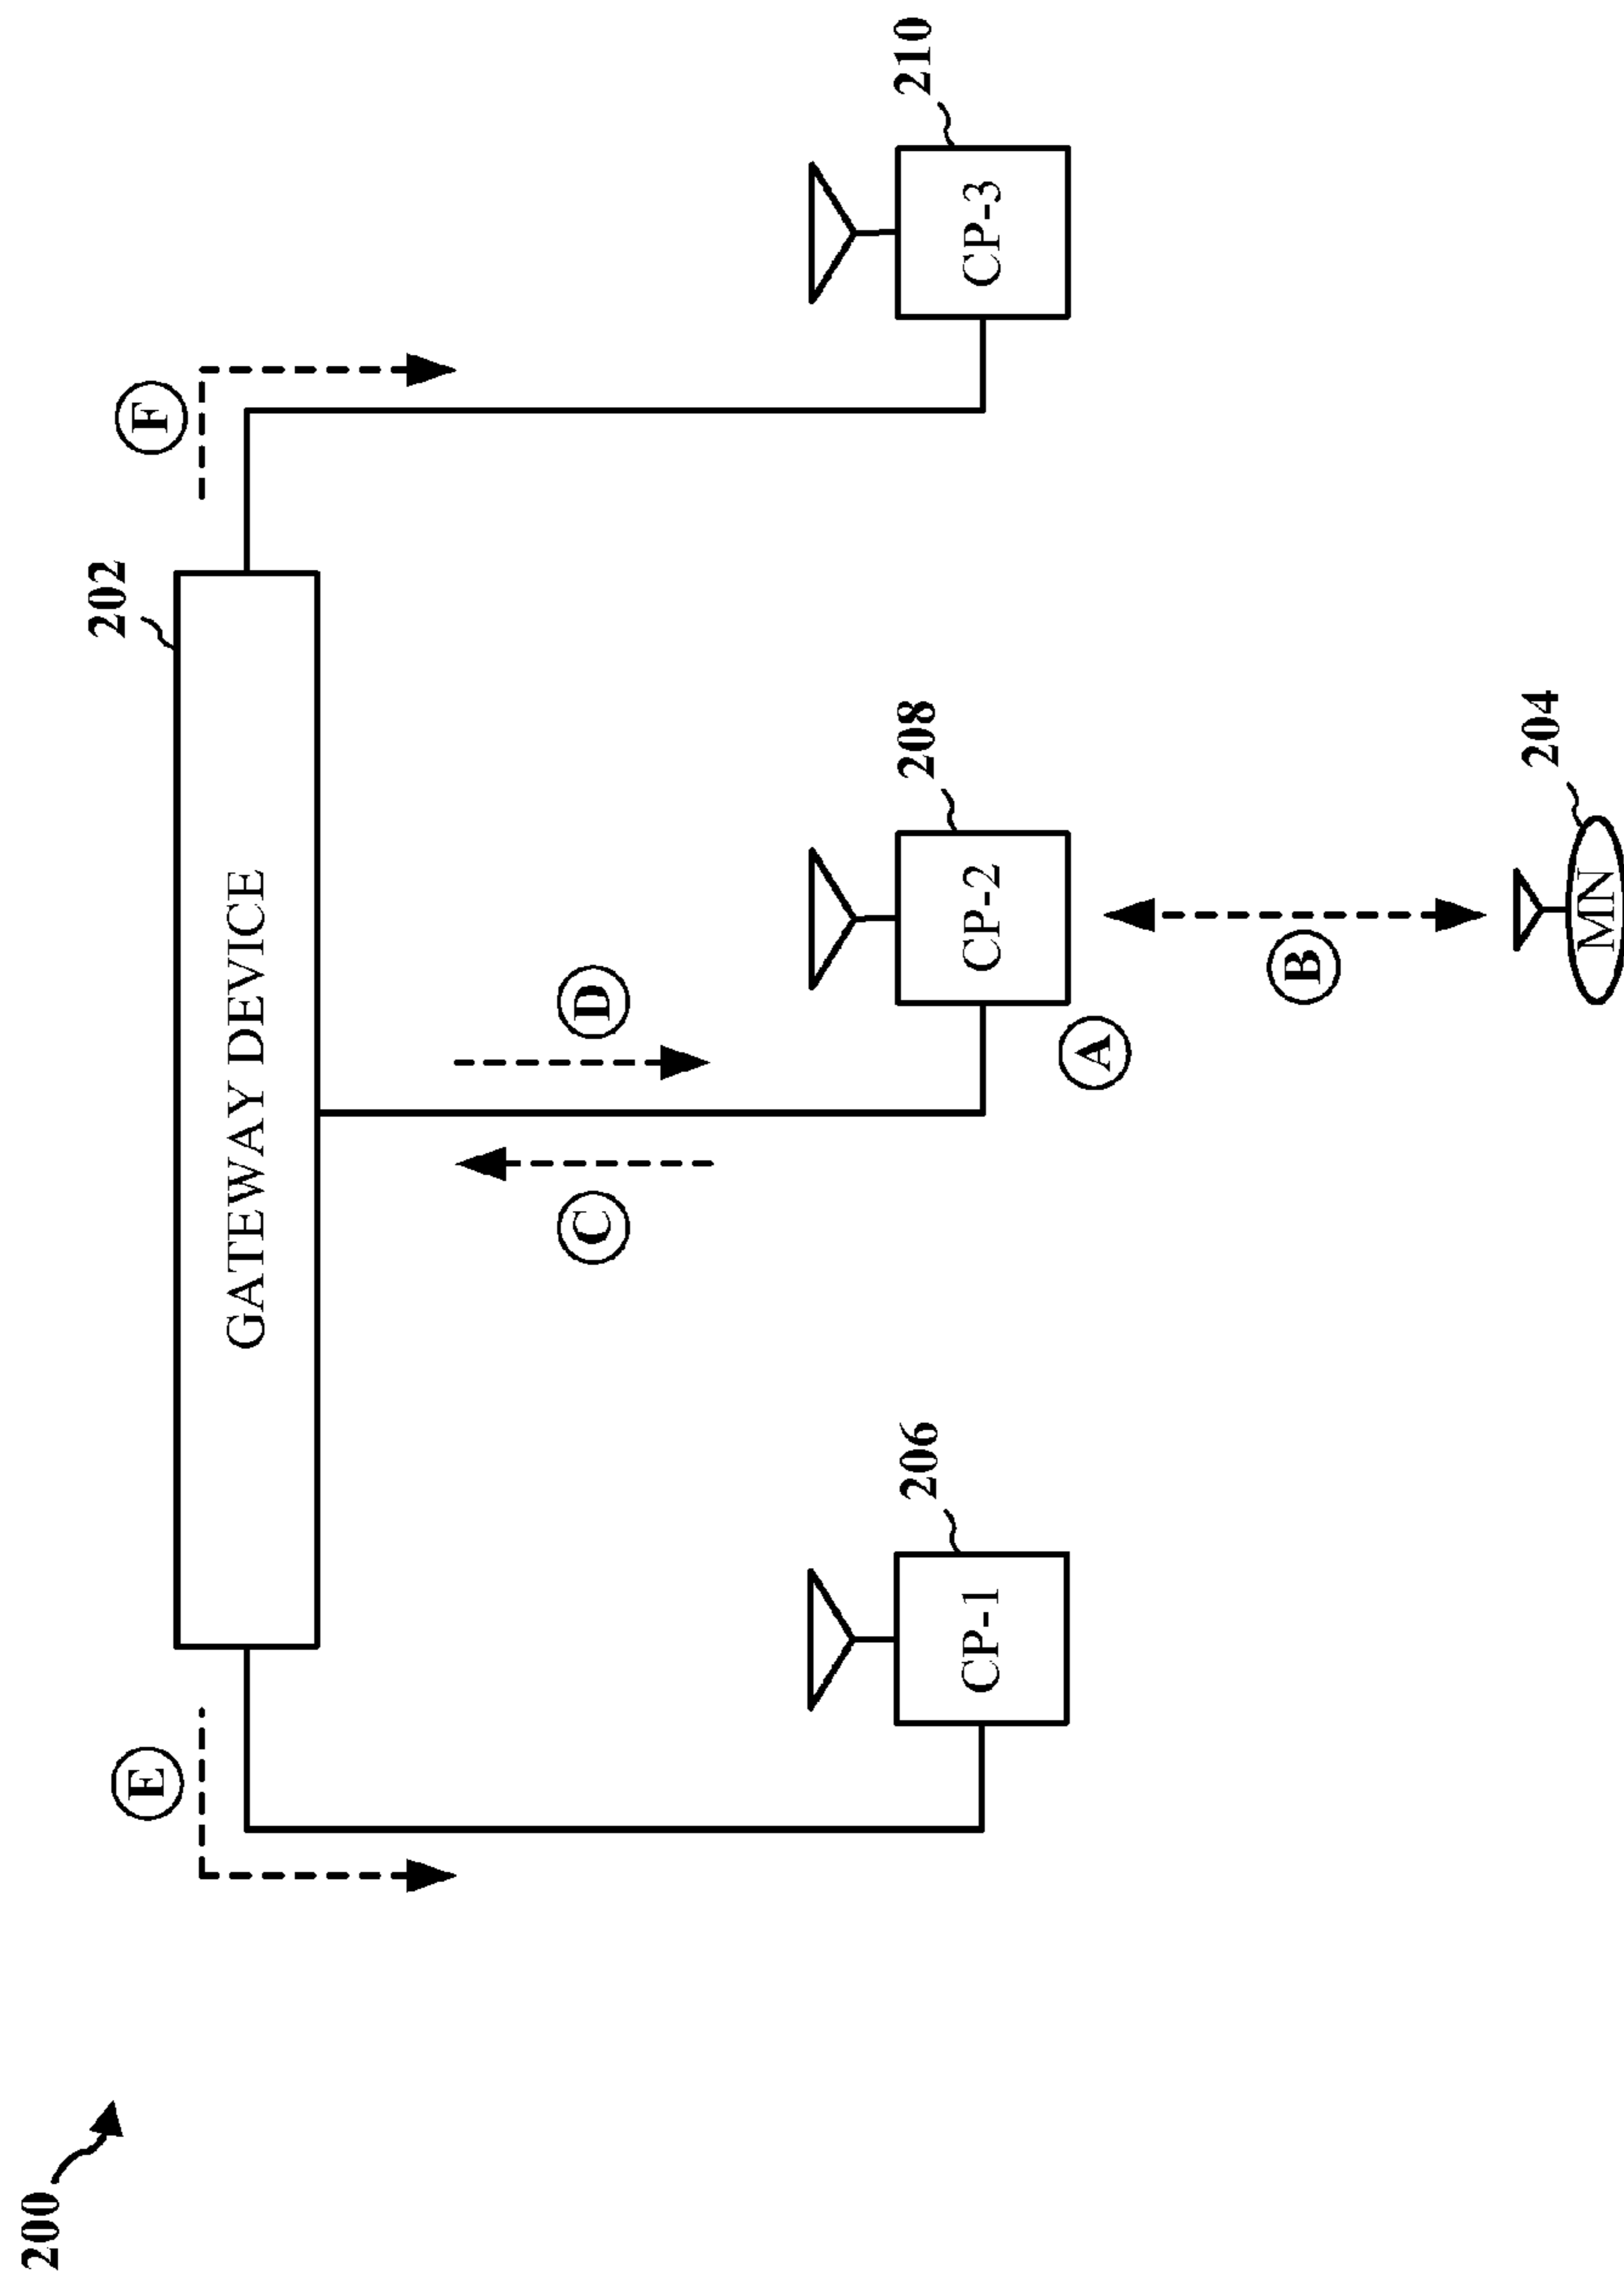 200
202
GATEWAY DEVICE
E
F
C
D
206
CP-1
208
CP-2
210
CP-3
A
B
204
MN